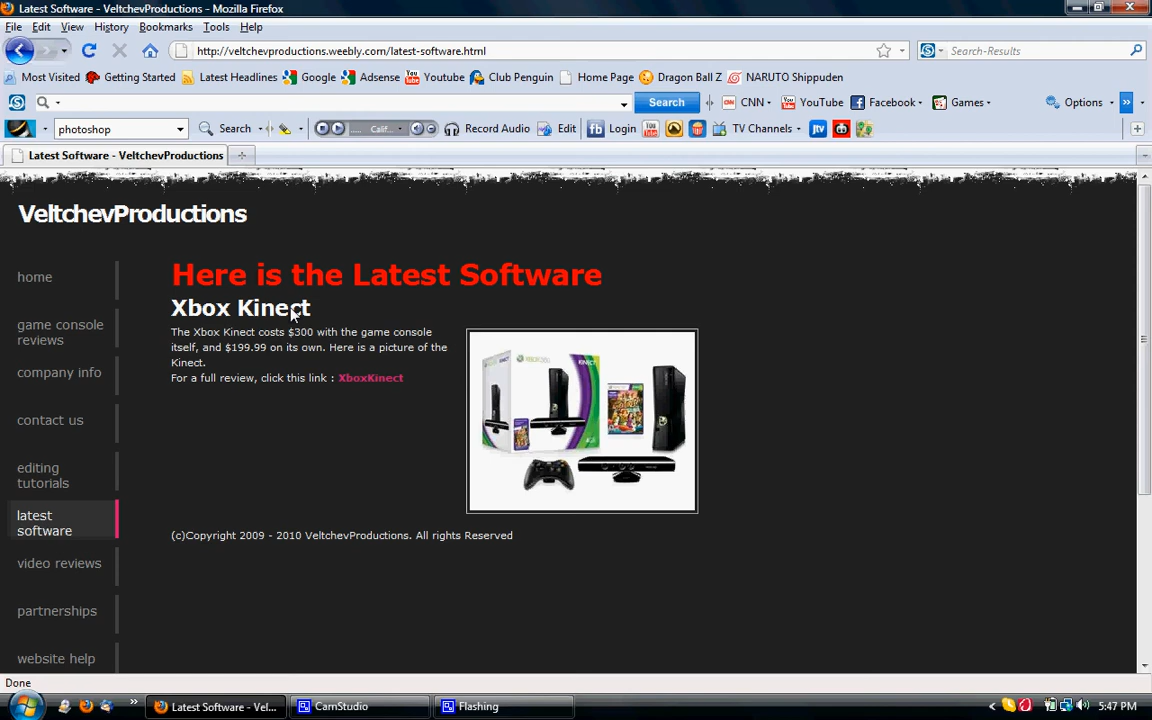 Latest Software - VeltchevProductions - Mozilla Firefox
File Edit View History Bookmarks Tools Help
http://veltchevproductions.weebly.com/latest-software.html Search-Results
Most Visited Getting Started Latest Headlines Google Adsense Youtube Club Penguin Home Page Dragon Ball Z NARUTO Shippuden
Search CNN YouTube Facebook Games Options
photoshop Search Calif... Record Audio Edit fb Login TV Channels jtv
Latest Software - VeltchevProductions
VeltchevProductions
home
game console
reviews
company info
contact us
editing
tutorials
latest
software
video reviews
partnerships
website help
Here is the Latest Software
Xbox Kinect
The Xbox Kinect costs $300 with the game console
itself, and $199.99 on its own. Here is a picture of the
Kinect.
For a full review, click this link : XboxKinect
(c)Copyright 2009 - 2010 VeltchevProductions. All rights Reserved
Done
Latest Software - Vel... CamStudio Flashing 5:47 PM